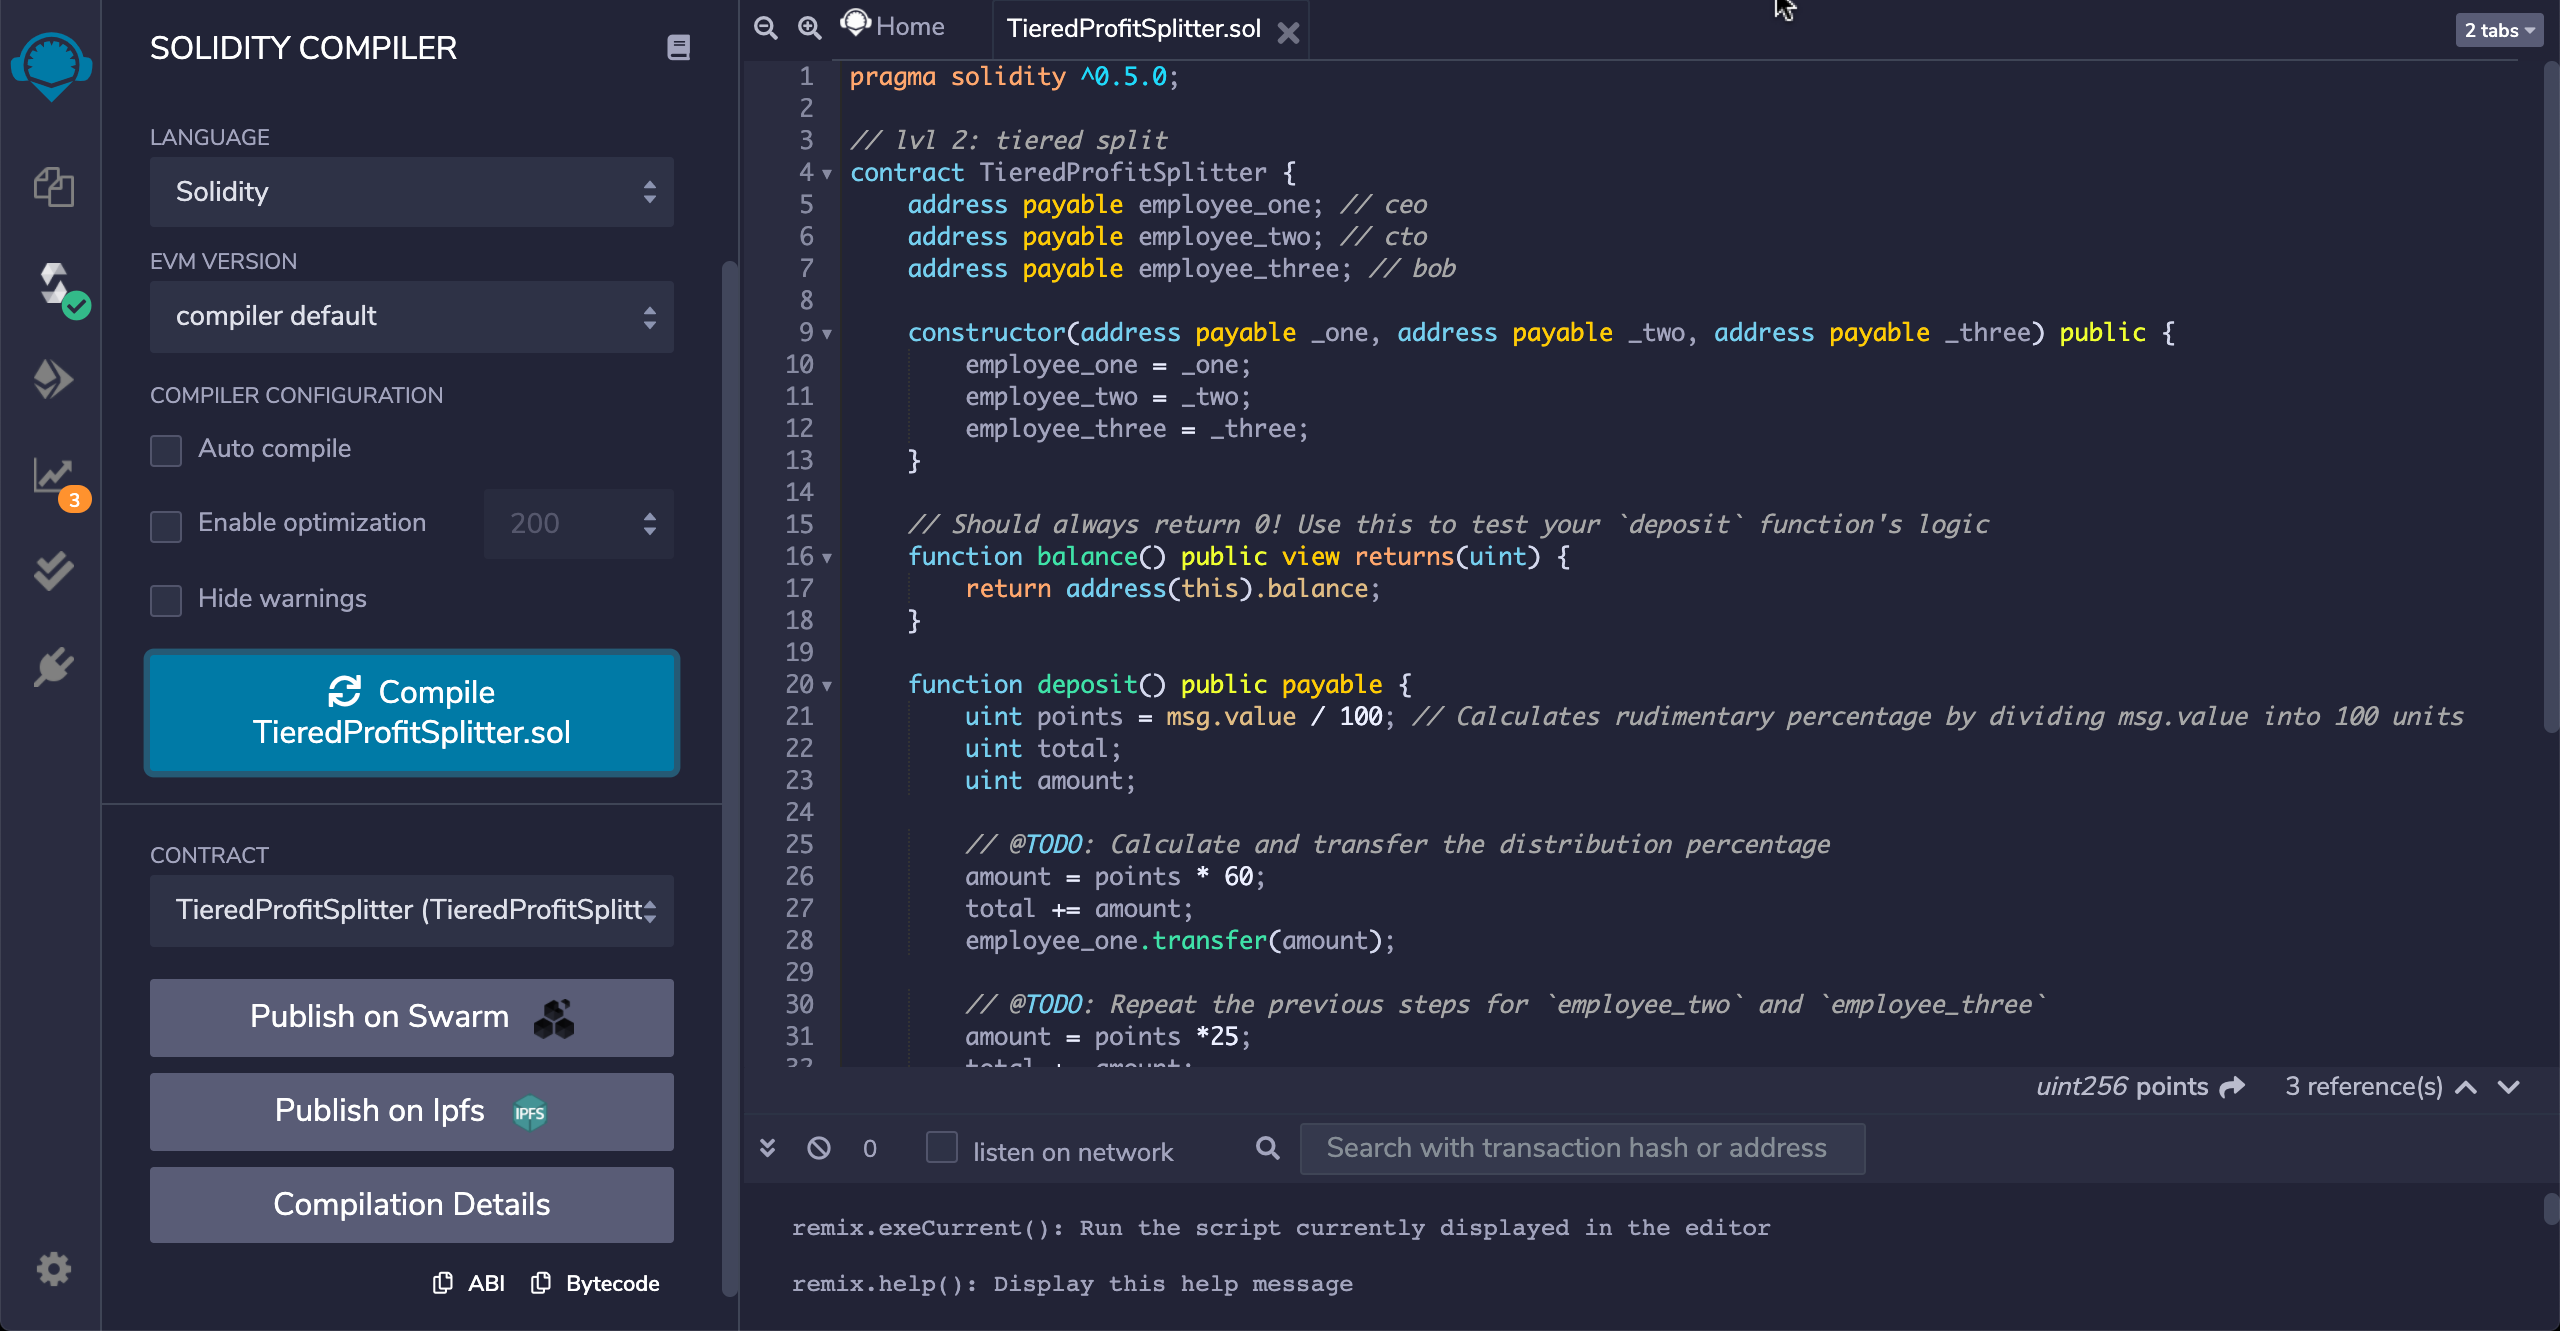 SOLIDITY COMPILER
LANGUAGE
Solidity
EVM VERSION
compiler default
COMPILER CONFIGURATION
Auto compile
Enable optimization
200
Hide warnings
Compile
TieredProfitSplitter.sol
CONTRACT
TieredProfitSplitter (TieredProfitSplitt
Publish on Swarm
Publish on Ipfs
IPFS
Compilation Details
ABI
Bytecode
3
Home
TieredProfitSplitter.sol
2 tabs
1 pragma solidity ^0.5.0;
2
3 // lvl 2: tiered split
4 contract TieredProfitSplitter {
5 address payable employee_one; // ceo
6 address payable employee_two; // cto
7 address payable employee_three; // bob
8
9 constructor(address payable _one, address payable _two, address payable _three) public {
10 employee_one = _one;
11 employee_two = _two;
12 employee_three = _three;
13 }
14
15 // Should always return 0! Use this to test your `deposit` function's logic
16 function balance() public view returns(uint) {
17 return address(this).balance;
18 }
19
20 function deposit() public payable {
21 uint points = msg.value / 100; // Calculates rudimentary percentage by dividing msg.value into 100 units
22 uint total;
23 uint amount;
24
25 // @TODO: Calculate and transfer the distribution percentage
26 amount = points * 60;
27 total += amount;
28 employee_one.transfer(amount);
29
30 // @TODO: Repeat the previous steps for `employee_two` and `employee_three`
31 amount = points *25;
32 total += amount;
uint256 points
3 reference(s)
0
listen on network
Search with transaction hash or address
remix.exeCurrent(): Run the script currently displayed in the editor
remix.help(): Display this help message